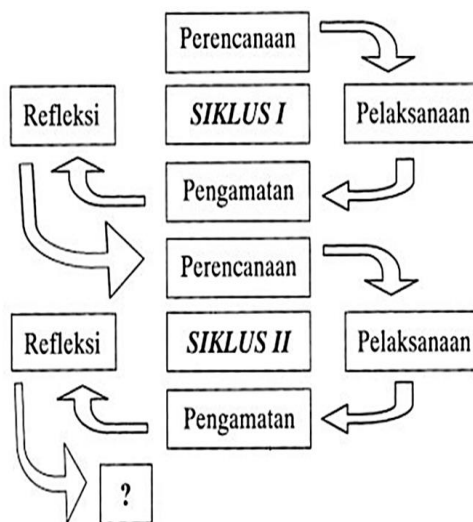 Perencanaan
Refleksi
SIKLUS I
Pelaksanaan
Pengamatan
Perencanaan
Refleksi
SIKLUS II
Pelaksanaan
Pengamatan
?